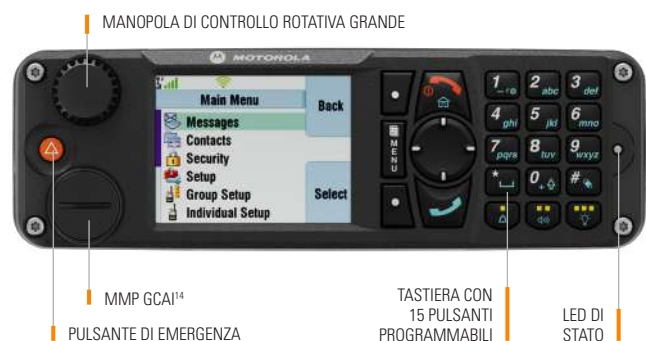 MANOPOLA DI CONTROLLO ROTATIVA GRANDE
MOTOROLA
Main Menu
Back
Messages
Contacts
Security
Setup
Group Setup
Select
Individual Setup
MENU
1 2 abc 3 def
4 ghi 5 jkl 6 mno
7 pqrs 8 tuv 9 wxyz
* 0 + #
MMP GCAI14
PULSANTE DI EMERGENZA
TASTIERA CON
15 PULSANTI
PROGRAMMABILI
LED DI
STATO